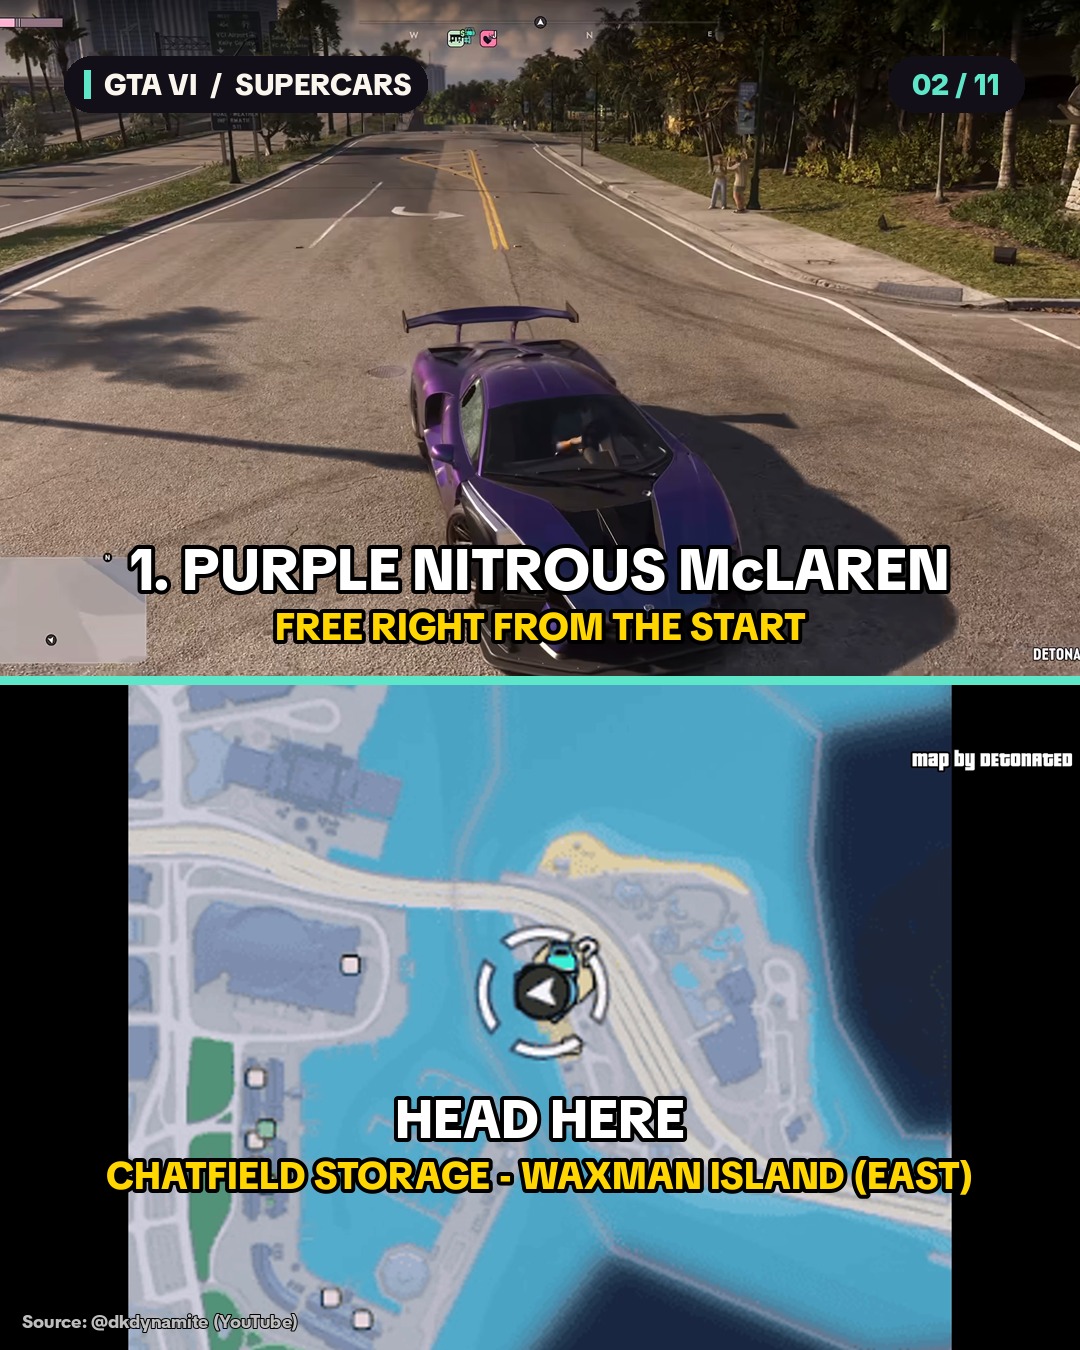 W
N
E
GTA VI / SUPERCARS
02 / 11
N
1. PURPLE NITROUS McLAREN
FREE RIGHT FROM THE START
DETONA
map by DETONATED
HEAD HERE
CHATFIELD STORAGE - WAXMAN ISLAND (EAST)
Source: @dkdynamite (YouTube)